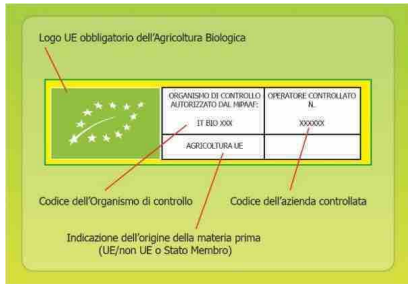 Logo UE obbligatorio dell'Agricoltura Biologica
ORGANISMO DI CONTROLLO
AUTORIZZATO DAL MIPAAF:
IT BIO XXX
OPERATORE CONTROLLATO
N.
XXXXXX
AGRICOLTURA UE
Codice dell'Organismo di controllo
Codice dell'azienda controllata
Indicazione dell'origine della materia prima
(UE/non UE o Stato Membro)